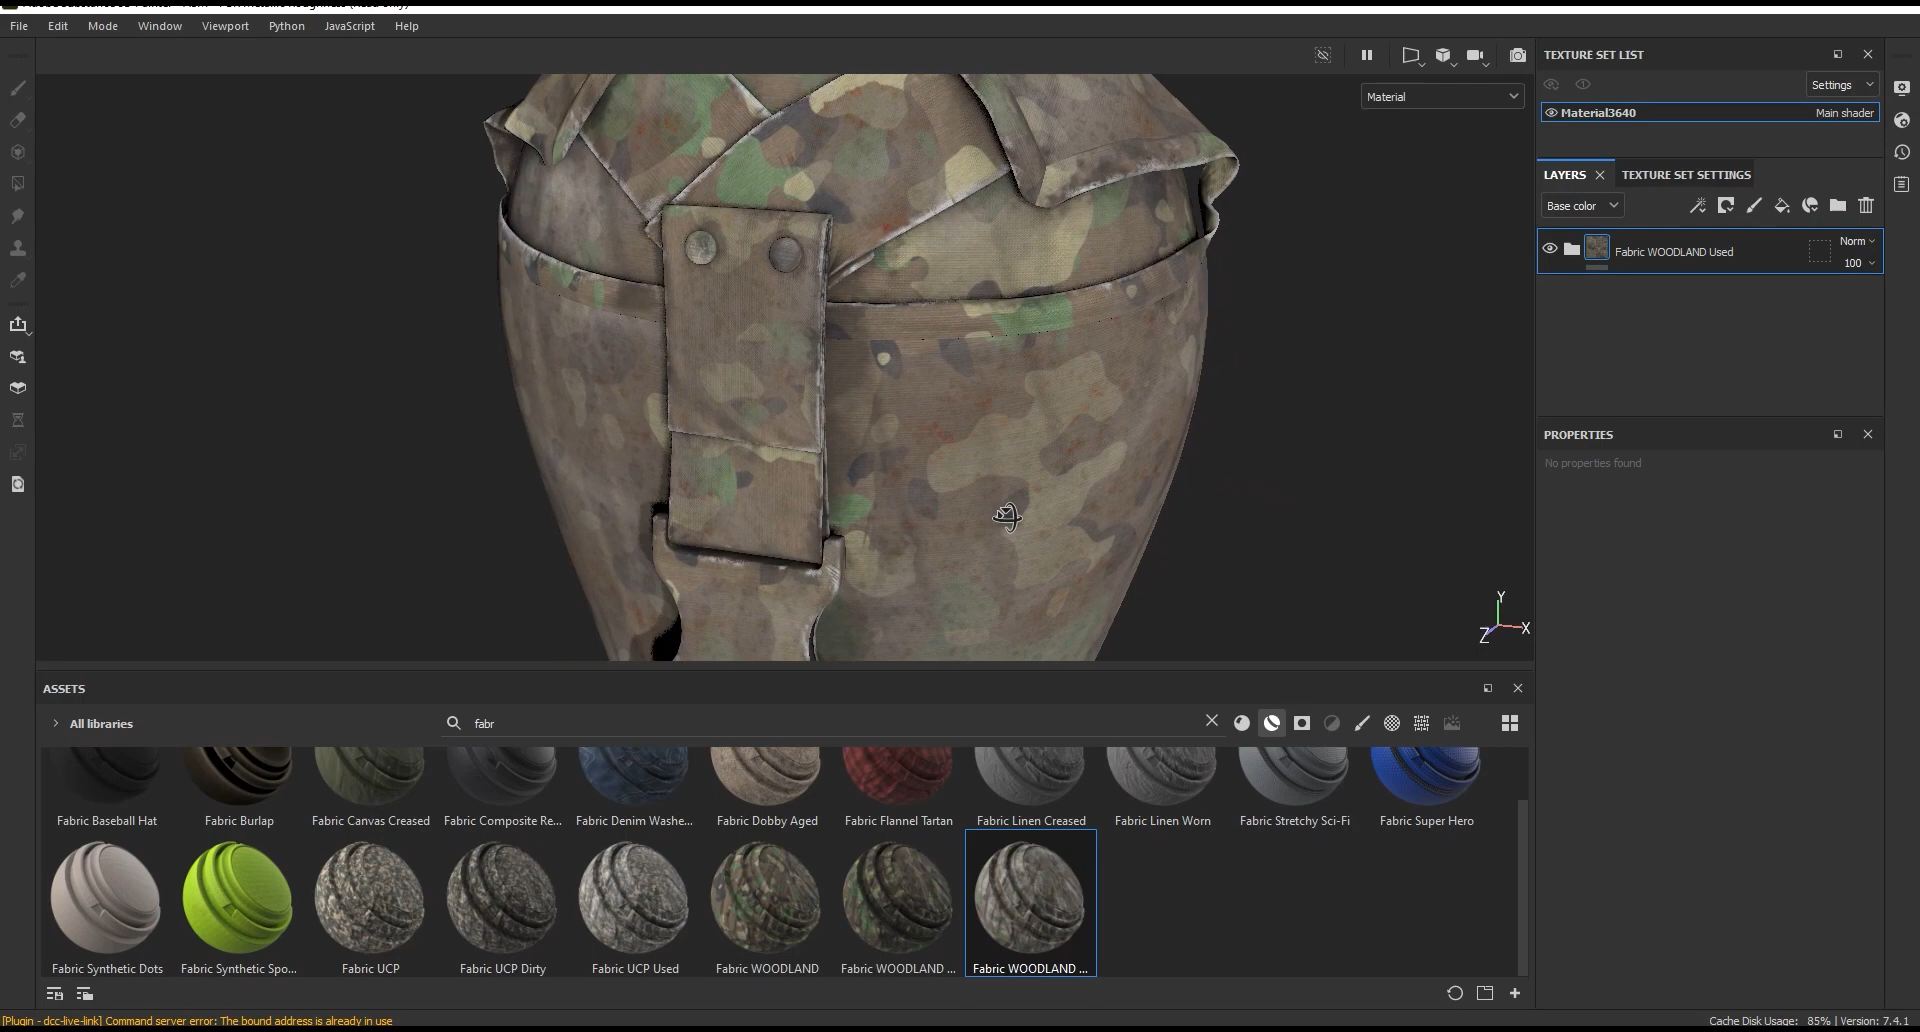 File Edit Mode Window Viewport Python JavaScript Help
TEXTURE SET LIST
Settings
Material
Material3640 Main shader
LAYERS TEXTURE SET SETTINGS
Base color
Norm
Fabric WOODLAND Used
100
PROPERTIES
No properties found
Y
X
Z
ASSETS
All libraries
fabr
Fabric Baseball Hat Fabric Burlap Fabric Canvas Creased Fabric Composite Re... Fabric Denim Washe... Fabric Dobby Aged Fabric Flannel Tartan Fabric Linen Creased Fabric Linen Worn Fabric Stretchy Sci-Fi Fabric Super Hero
Fabric Synthetic Dots Fabric Synthetic Spo... Fabric UCP Fabric UCP Dirty Fabric UCP Used Fabric WOODLAND Fabric WOODLAND ... Fabric WOODLAND ...
[Plugin - dcc-live-link] Command server error: The bound address is already in use
Cache Disk Usage: 85% | Version: 7.4.1